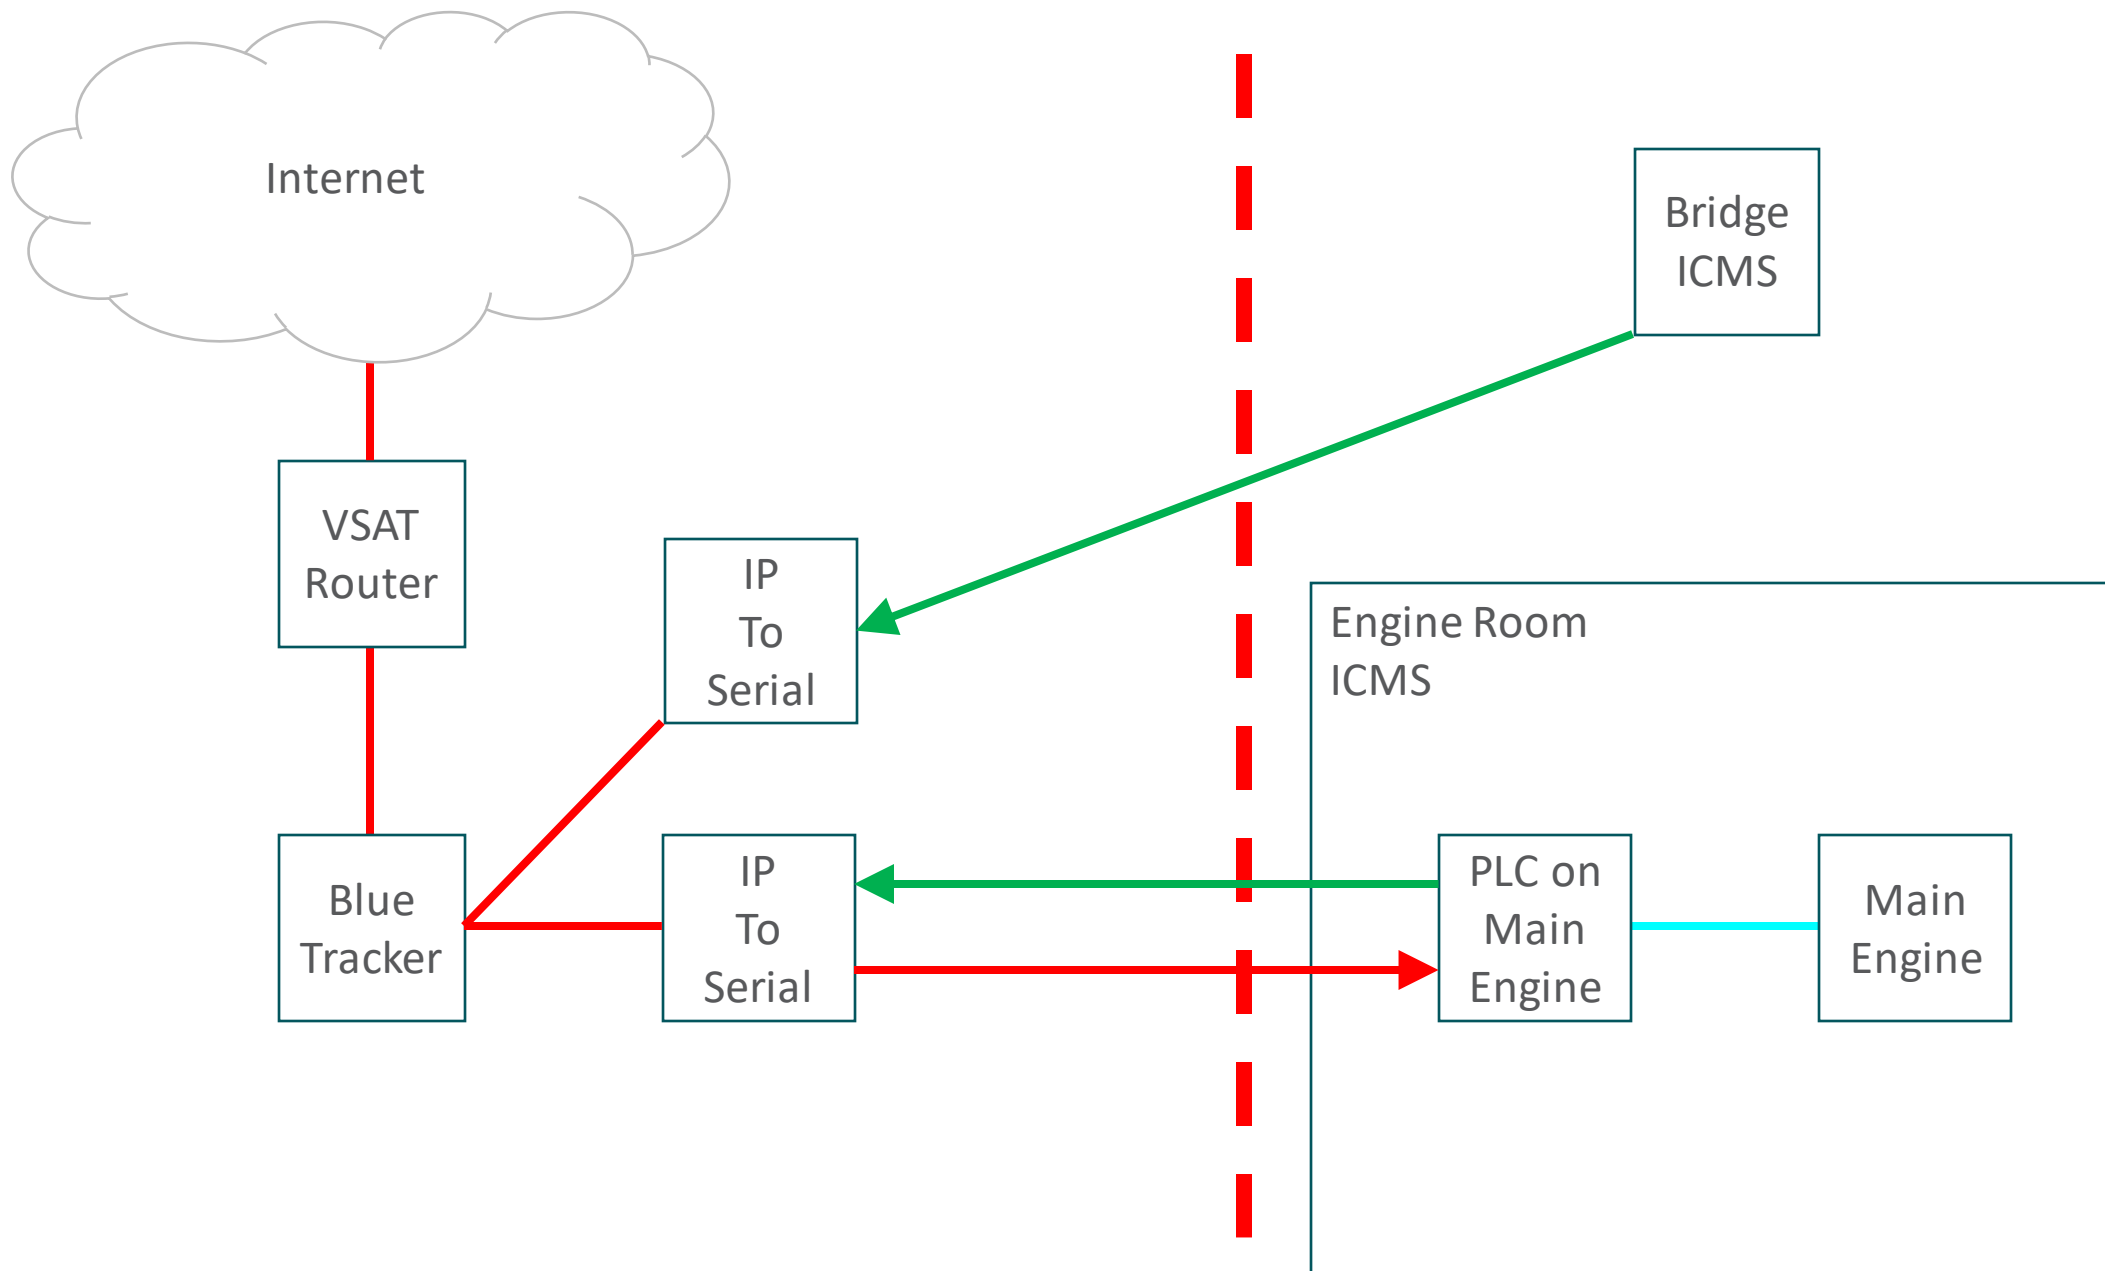 Internet
Bridge
ICMS
VSAT
Router
IP
To
Serial
Engine Room
ICMS
Blue
Tracker
IP
To
Serial
PLC on
Main
Engine
Main
Engine